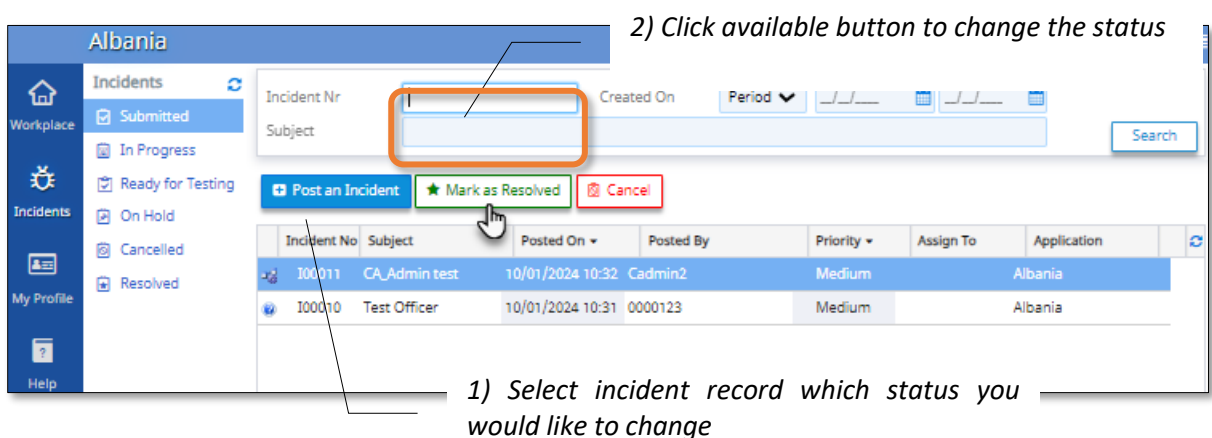 2) Click available button to change the status
Albania
Workplace
Incidents
My Profile
Help
Incidents
Submitted
In Progress
Ready for Testing
On Hold
Cancelled
Resolved
Incident Nr
Created On
Period
_/_/___
_/_/___
Subject
Search
Post an Incident
Mark as Resolved
Cancel
Incident No Subject Posted On Posted By Priority Assign To Application
I00011 CA_Admin test 10/01/2024 10:32 Cadmin2 Medium Albania
I00010 Test Officer 10/01/2024 10:31 0000123 Medium Albania
1) Select incident record which status you
would like to change